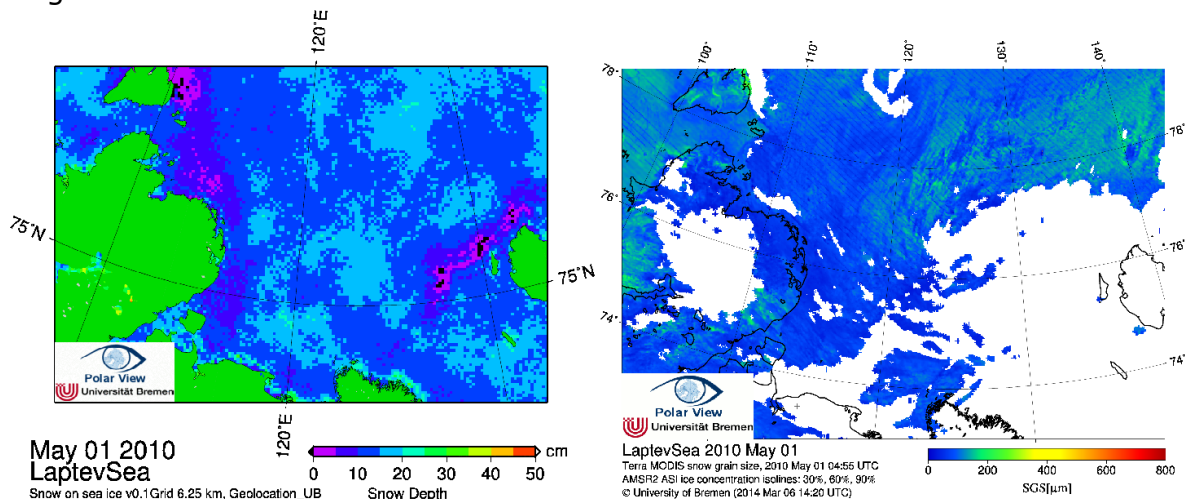 120°E
75°N
75°N
120°E
Polar View
Universität Bremen
May 01 2010
LaptevSea
Snow on sea ice v0.1Grid 6.25 km, Geolocation UB
cm
0 10 20 30 40 50
Snow Depth
100° 110° 120° 130° 140°
78°
76°
74°
78°
76°
74°
Polar View
Universität Bremen
LaptevSea 2010 May 01
Terra MODIS snow grain size, 2010 May 01 04:55 UTC
AMSR2 ASI ice concentration isolines: 30%, 60%, 90%
© University of Bremen (2014 Mar 06 14:20 UTC)
0 200 400 600 800
SGS[μm]